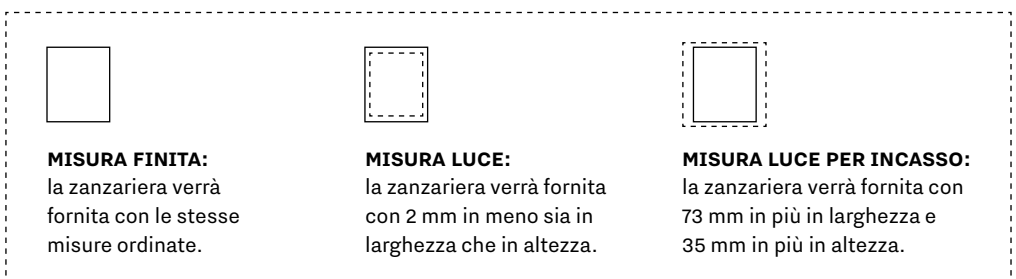 MISURA FINITA:
la zanzariera verrà
fornita con le stesse
misure ordinate.
MISURA LUCE:
la zanzariera verrà fornita
con 2 mm in meno sia in
larghezza che in altezza.
MISURA LUCE PER INCASSO:
la zanzariera verrà fornita con
73 mm in più in larghezza e
35 mm in più in altezza.